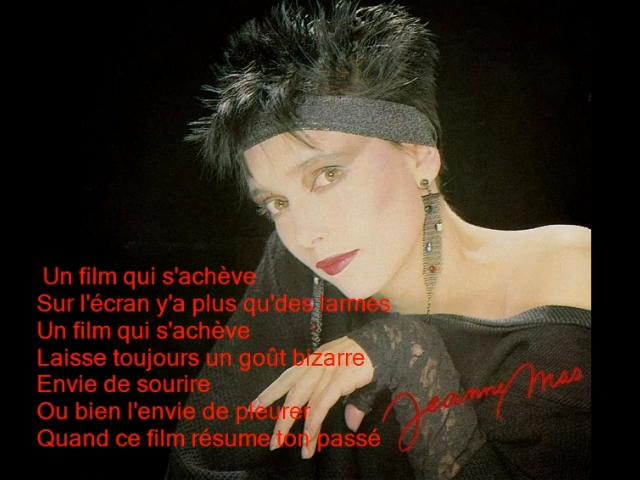 Un film qui s'achève
Sur l'écran y'a plus qu'des larmes
Un film qui s'achève
Laisse toujours un goût bizarre
Envie de sourire
Ou bien l'envie de pleurer
Quand ce film résume ton passé
Jeanne Mas